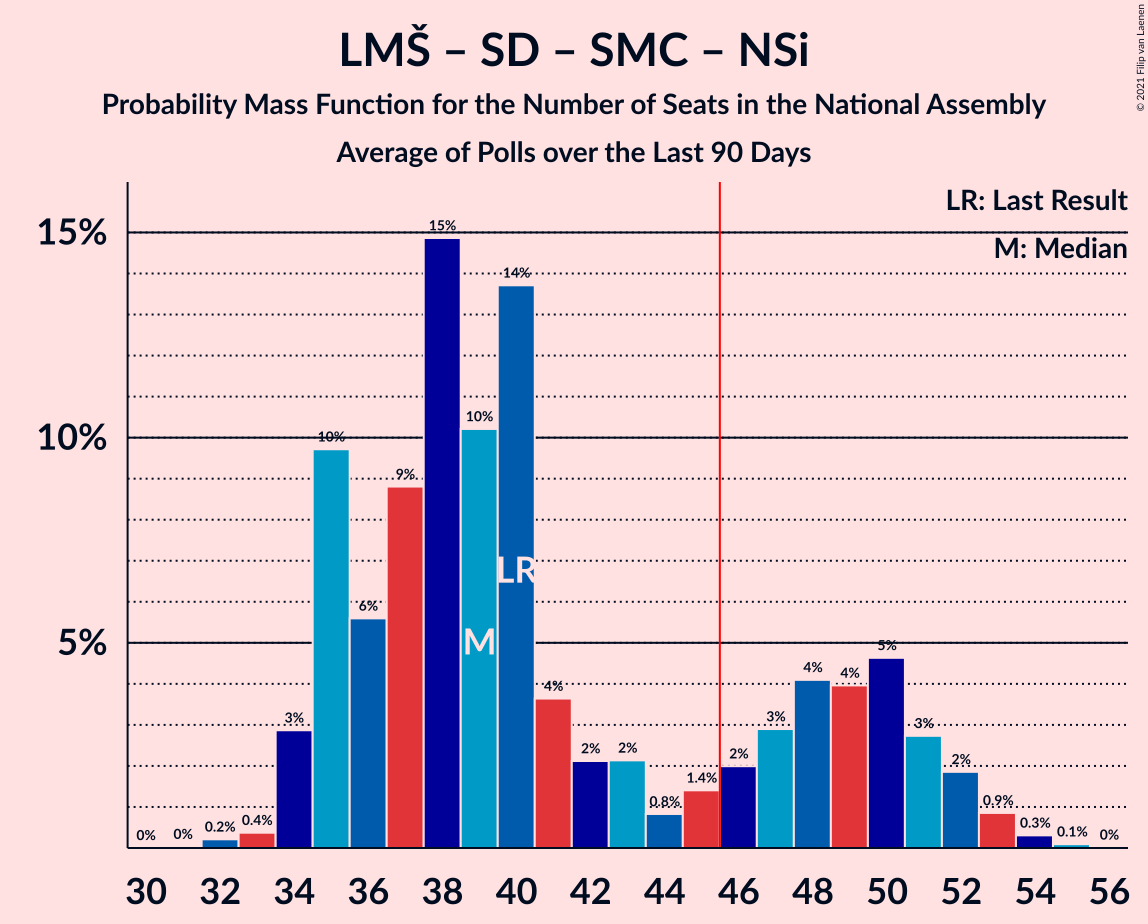 LMŠ – SD – SMC – NSi
Probability Mass Function for the Number of Seats in the National Assembly
Average of Polls over the Last 90 Days
© 2021 Filip van Laenen
LR: Last Result
M: Median
15%
10%
5%
0% 0% 0.2% 0.4% 3% 10% 6% 9% 15% 10% 14% 4% 2% 2% 0.8% 1.4% 2% 3% 4% 4% 5% 3% 2% 0.9% 0.3% 0.1% 0%
LR
M
30 32 34 36 38 40 42 44 46 48 50 52 54 56